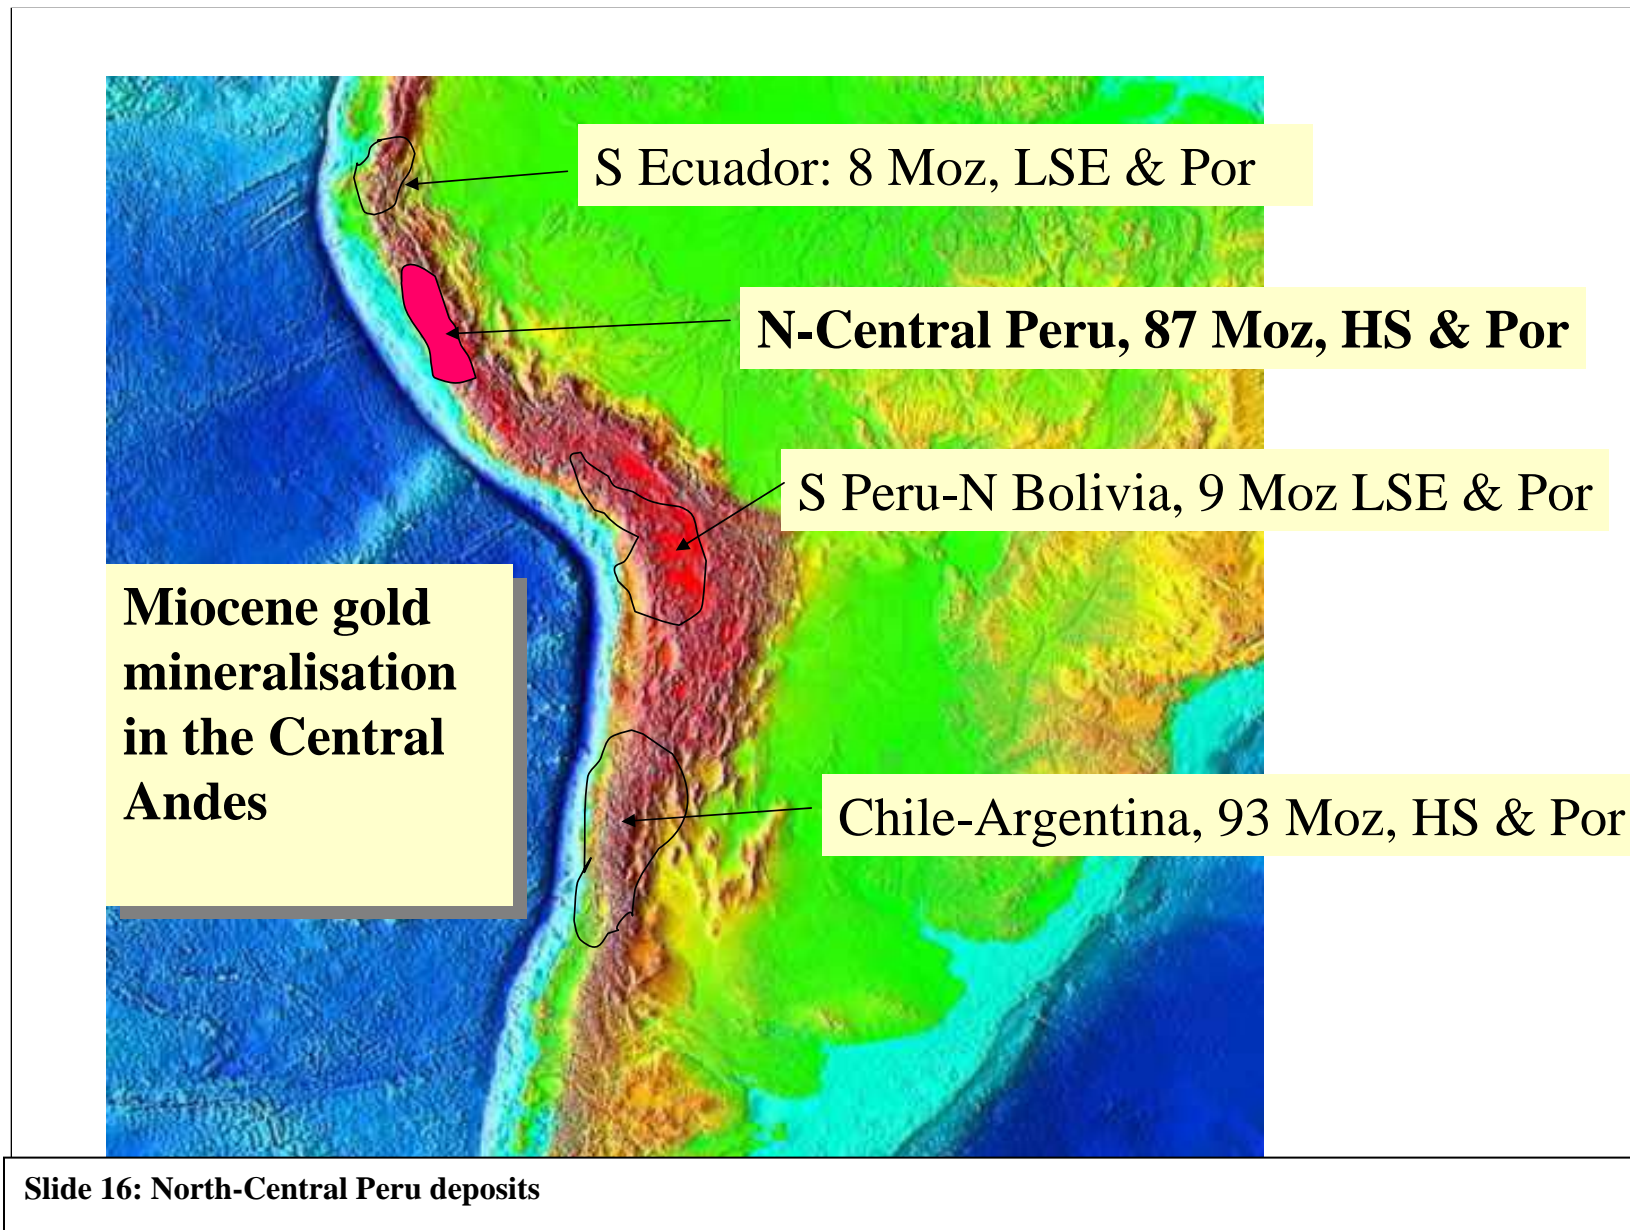 S Ecuador: 8 Moz, LSE & Por
N-Central Peru, 87 Moz, HS & Por
S Peru-N Bolivia, 9 Moz LSE & Por
Miocene gold
mineralisation
in the Central
Andes
Chile-Argentina, 93 Moz, HS & Por
Slide 16: North-Central Peru deposits